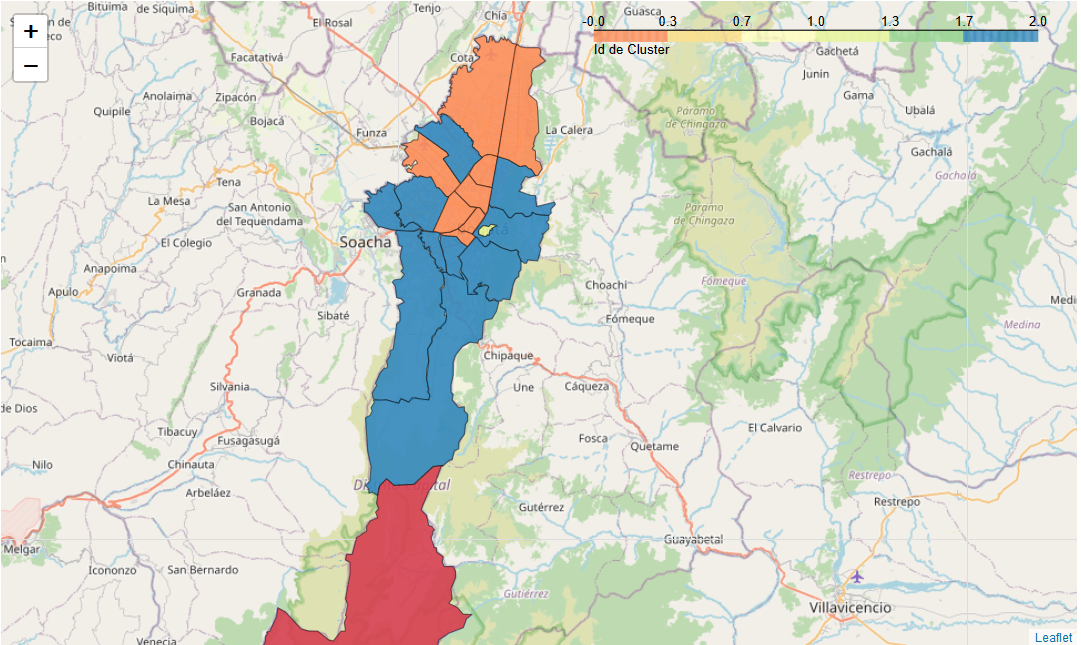 +
−
-0.0 0.3 0.7 1.0 1.3 1.7 2.0
Id de Cluster
Bituima
de Siquima
Tenjo
Chía
Guasca
El Rosal
Facatativá
Cota
Gachetá
Junín
Anolaima
Zipacón
Gama
Quipile
Bojacá
Funza
La Calera
Páramo
de Chingaza
Ubalá
Gachalá
Gachalá
Tena
La Mesa
San Antonio
del Tequendama
Páramo
de Chingaza
El Colegio
Soacha
Anapoima
Apulo
Granada
Choachí
Fómeque
Medi
Sibaté
Fómeque
Medina
Tocaima
Viotá
Chipaque
Silvania
Une
Cáqueza
de Dios
Tibacuy
Fusagasugá
Fosca
Quetame
El Calvario
Nilo
Chinauta
Arbeláez
Restrepo
Restrepo
Gutiérrez
Melgar
Guayabetal
Icononzo
San Bernardo
Gutiérrez
Villavicencio
Venecia
Leaflet